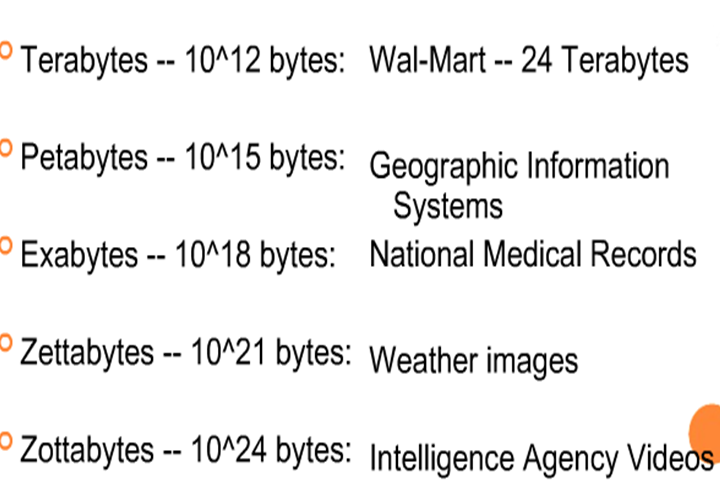 Terabytes -- 10^12 bytes: Wal-Mart -- 24 Terabytes
Petabytes -- 10^15 bytes: Geographic Information
Systems
Exabytes -- 10^18 bytes: National Medical Records
Zettabytes -- 10^21 bytes: Weather images
Zottabytes -- 10^24 bytes: Intelligence Agency Videos